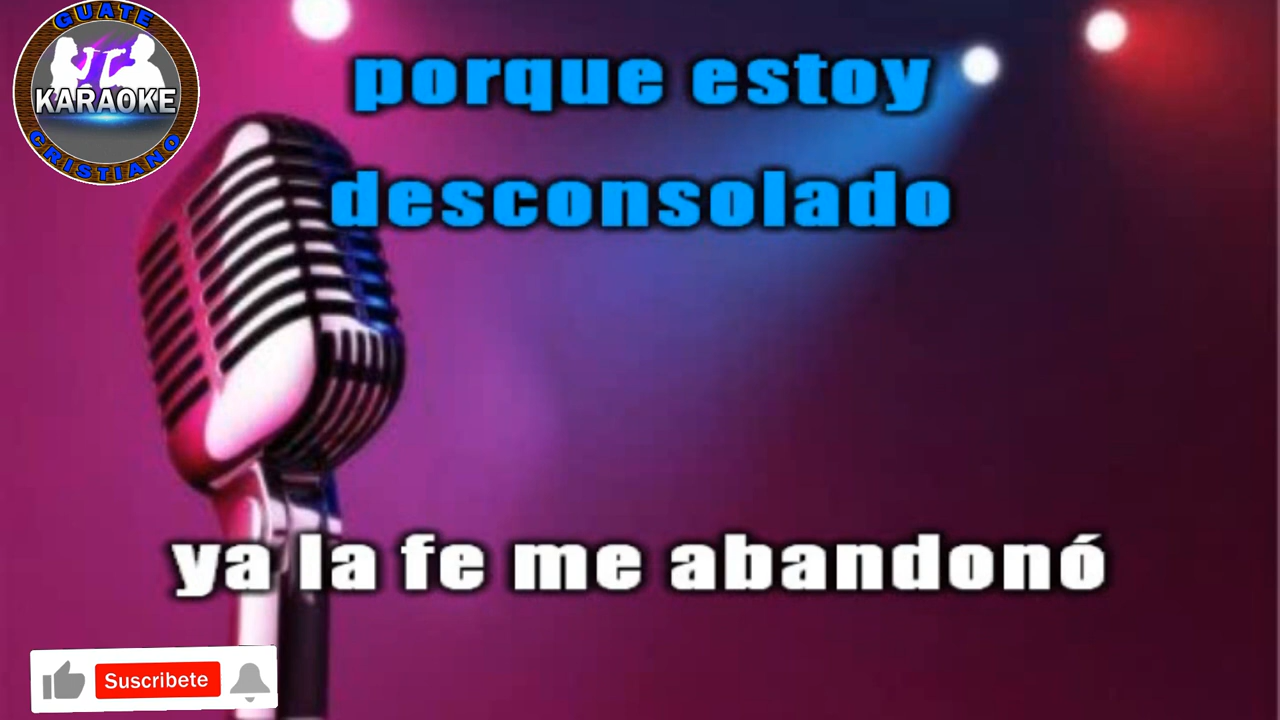 GUATE
KARAOKE
CRISTIANO
porque estoy
desconsolado
ya la fe me abandonó
Suscribete